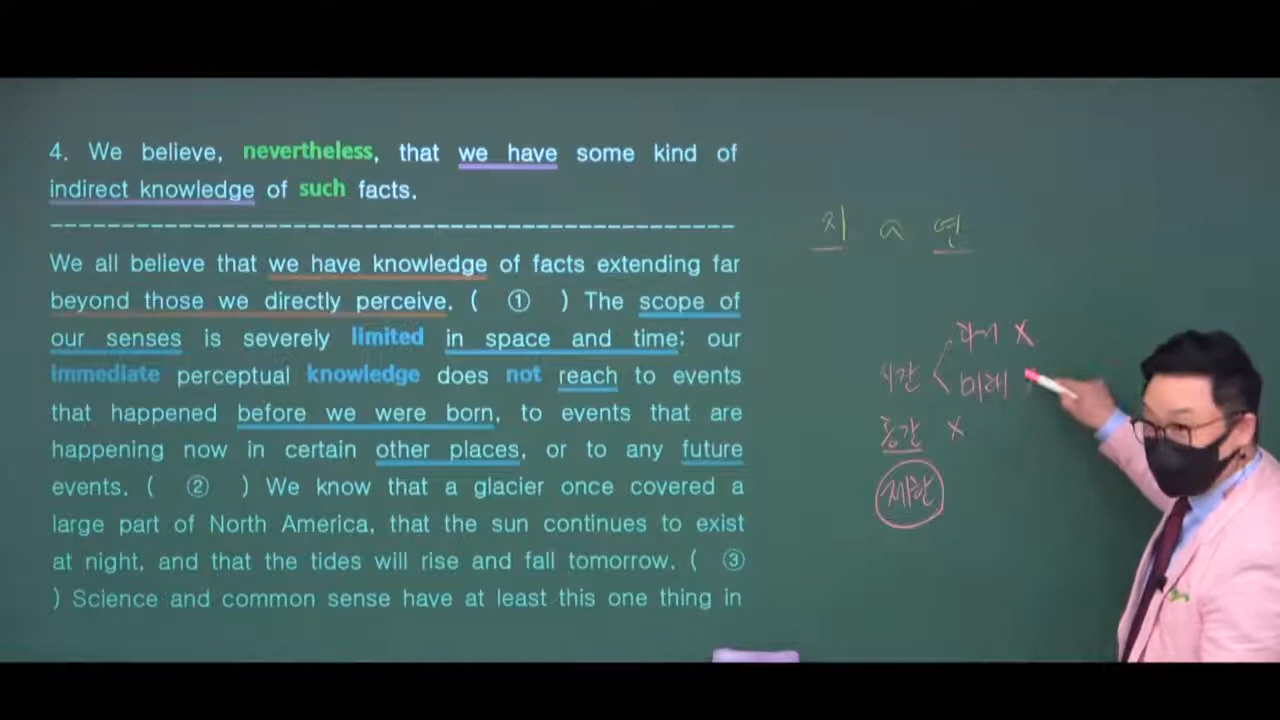 4. We believe, nevertheless, that we have some kind of
indirect knowledge of such facts.
We all believe that we have knowledge of facts extending far
beyond those we directly perceive. ( ① ) The scope of
our senses is severely limited in space and time: our
immediate perceptual knowledge does not reach to events
that happened before we were born, to events that are
happening now in certain other places, or to any future
events. ( ② ) We know that a glacier once covered a
large part of North America, that the sun continues to exist
at night, and that the tides will rise and fall tomorrow. ( ③
) Science and common sense have at least this one thing in
지 a 연
X
시간
미래
공간 X
제한